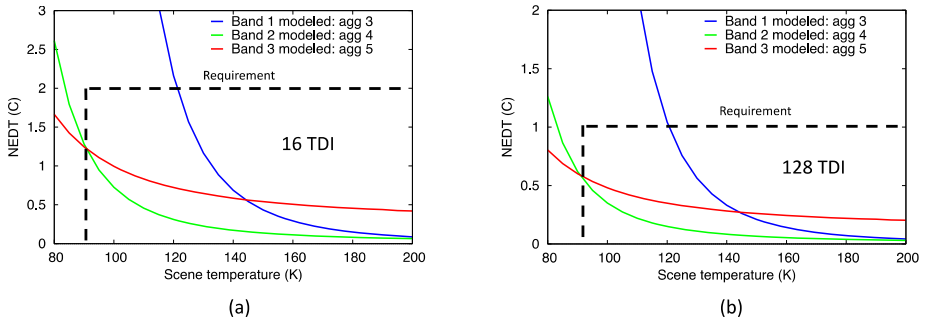 Band 1 modeled: agg 3
Band 2 modeled: agg 4
Band 3 modeled: agg 5
Requirement
16 TDI
NEDT (C)
3
2.5
2
1.5
1
0.5
0
80 100 120 140 160 180 200
Scene temperature (K)
(a)
Band 1 modeled: agg 3
Band 2 modeled: agg 4
Band 3 modeled: agg 5
Requirement
128 TDI
NEDT (C)
2
1.5
1
0.5
0
80 100 120 140 160 180 200
Scene temperature (K)
(b)